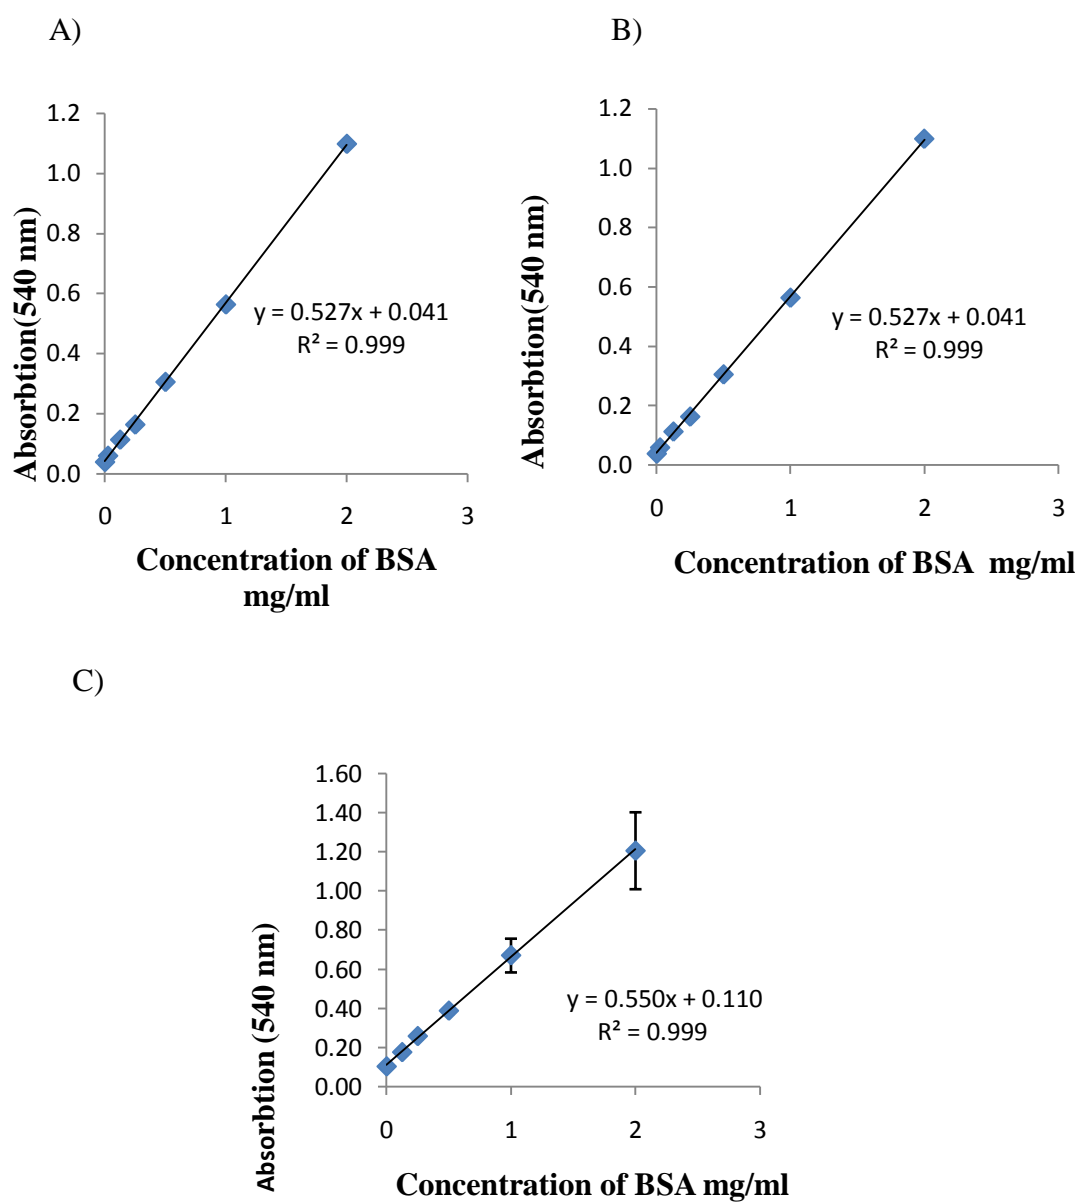 A)
1.2
1.0
0.8
0.6
0.4
0.2
0.0
0
1
2
3
Absorbtion(540 nm)
y = 0.527x + 0.041
R² = 0.999
Concentration of BSA
mg/ml
B)
1.2
1.0
0.8
0.6
0.4
0.2
0.0
0
1
2
3
Absorbtion(540 nm)
y = 0.527x + 0.041
R² = 0.999
Concentration of BSA mg/ml
C)
1.60
1.40
1.20
1.00
0.80
0.60
0.40
0.20
0.00
0
1
2
3
Absorbtion (540 nm)
y = 0.550x + 0.110
R² = 0.999
Concentration of BSA mg/ml